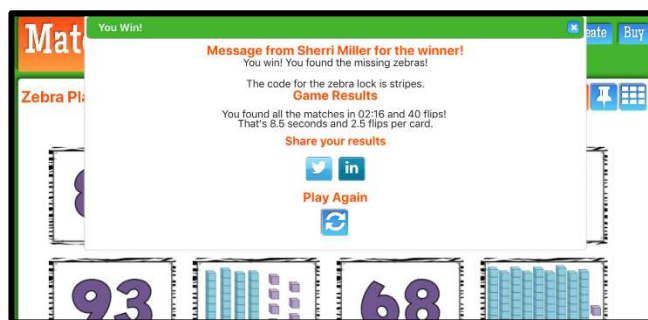 You Win!
Mat
eate
Buy
Message from Sherri Miller for the winner!
You win! You found the missing zebras!
The code for the zebra lock is stripes.
Game Results
Zebra Pla
You found all the matches in 02:16 and 40 flips!
That's 8.5 seconds and 2.5 flips per card.
Share your results
in
Play Again
93
68